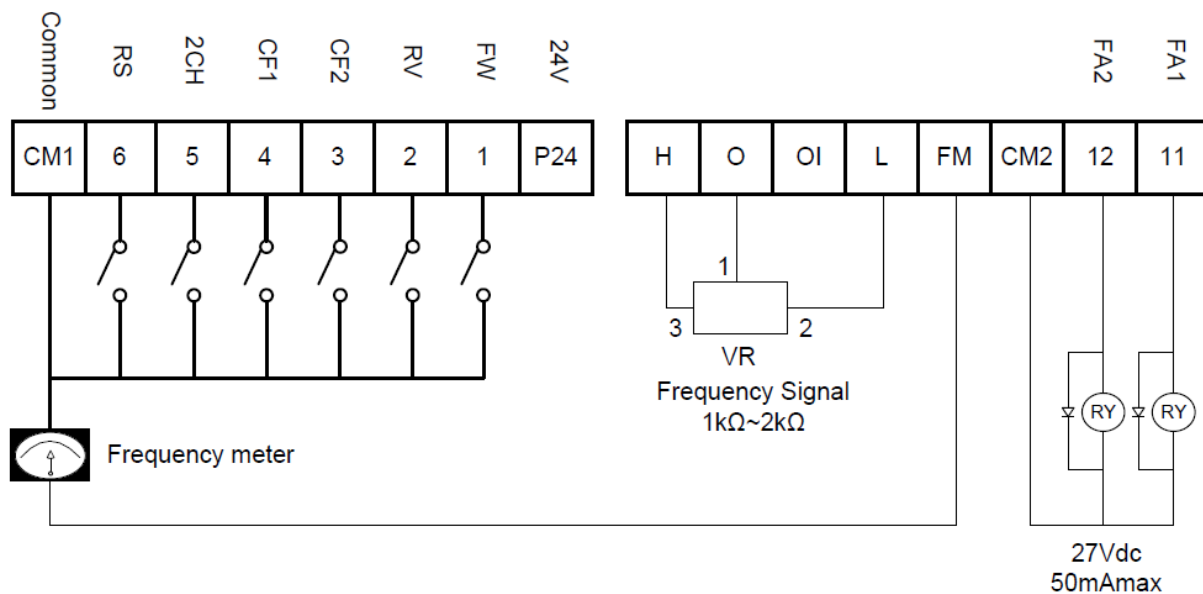 Common
RS
2CH
CF1
CF2
RV
FW
24V
FA2
FA1
CM1 6 5 4 3 2 1 P24
H O OI L FM CM2 12 11
1
3 2
VR
Frequency Signal
1kΩ~2kΩ
RY RY
Frequency meter
27Vdc
50mAmax